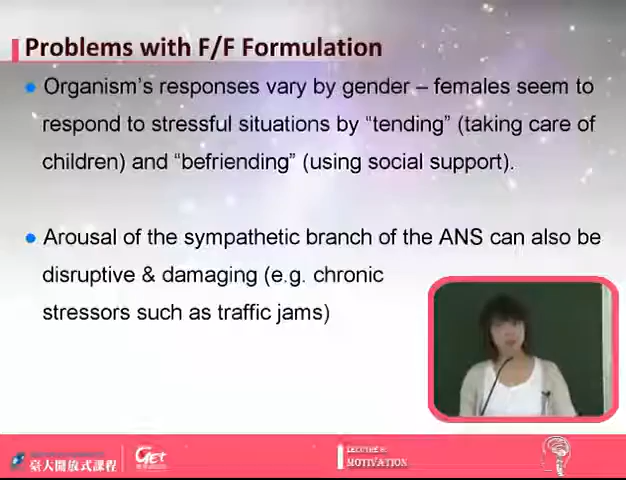 Problems with F/F Formulation
Organism's responses vary by gender – females seem to
respond to stressful situations by “tending” (taking care of
children) and “befriending” (using social support).
Arousal of the sympathetic branch of the ANS can also be
disruptive & damaging (e.g. chronic
stressors such as traffic jams)
臺大開放式課程
GET
MOTIVATION